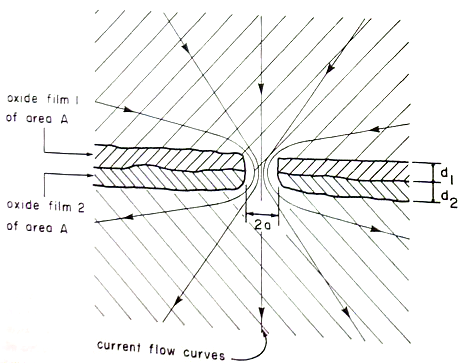 oxide film 1
of area A
oxide film 2
of area A
d1
d2
2a
current flow curves